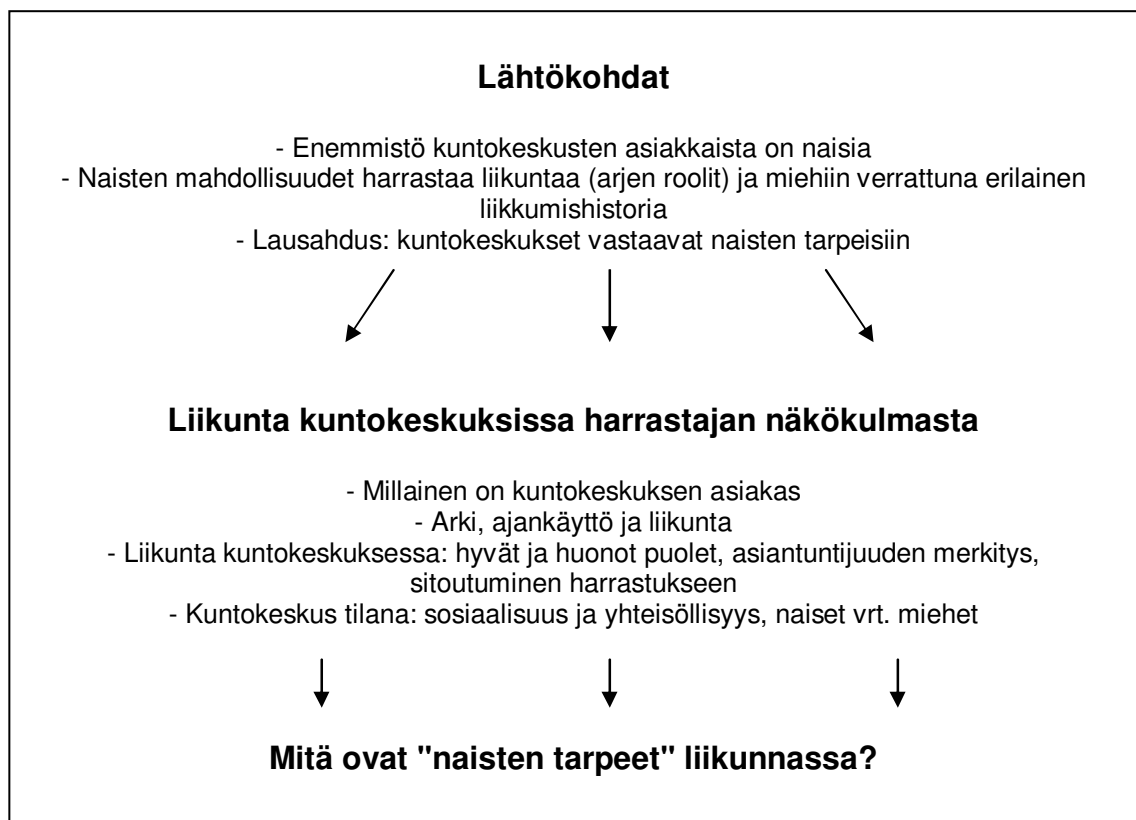 Lähtökohdat
- Enemmistö kuntokeskusten asiakkaista on naisia
- Naisten mahdollisuudet harrastaa liikuntaa (arjen roolit) ja miehiin verrattuna erilainen
liikkumishistoria
- Lausahdus: kuntokeskukset vastaavat naisten tarpeisiin
Liikunta kuntokeskuksissa harrastajan näkökulmasta
- Millainen on kuntokeskuksen asiakas
- Arki, ajankäyttö ja liikunta
- Liikunta kuntokeskuksessa: hyvät ja huonot puolet, asiantuntijuuden merkitys,
sitoutuminen harrastukseen
- Kuntokeskus tilana: sosiaalisuus ja yhteisöllisyys, naiset vrt. miehet
Mitä ovat "naisten tarpeet" liikunnassa?